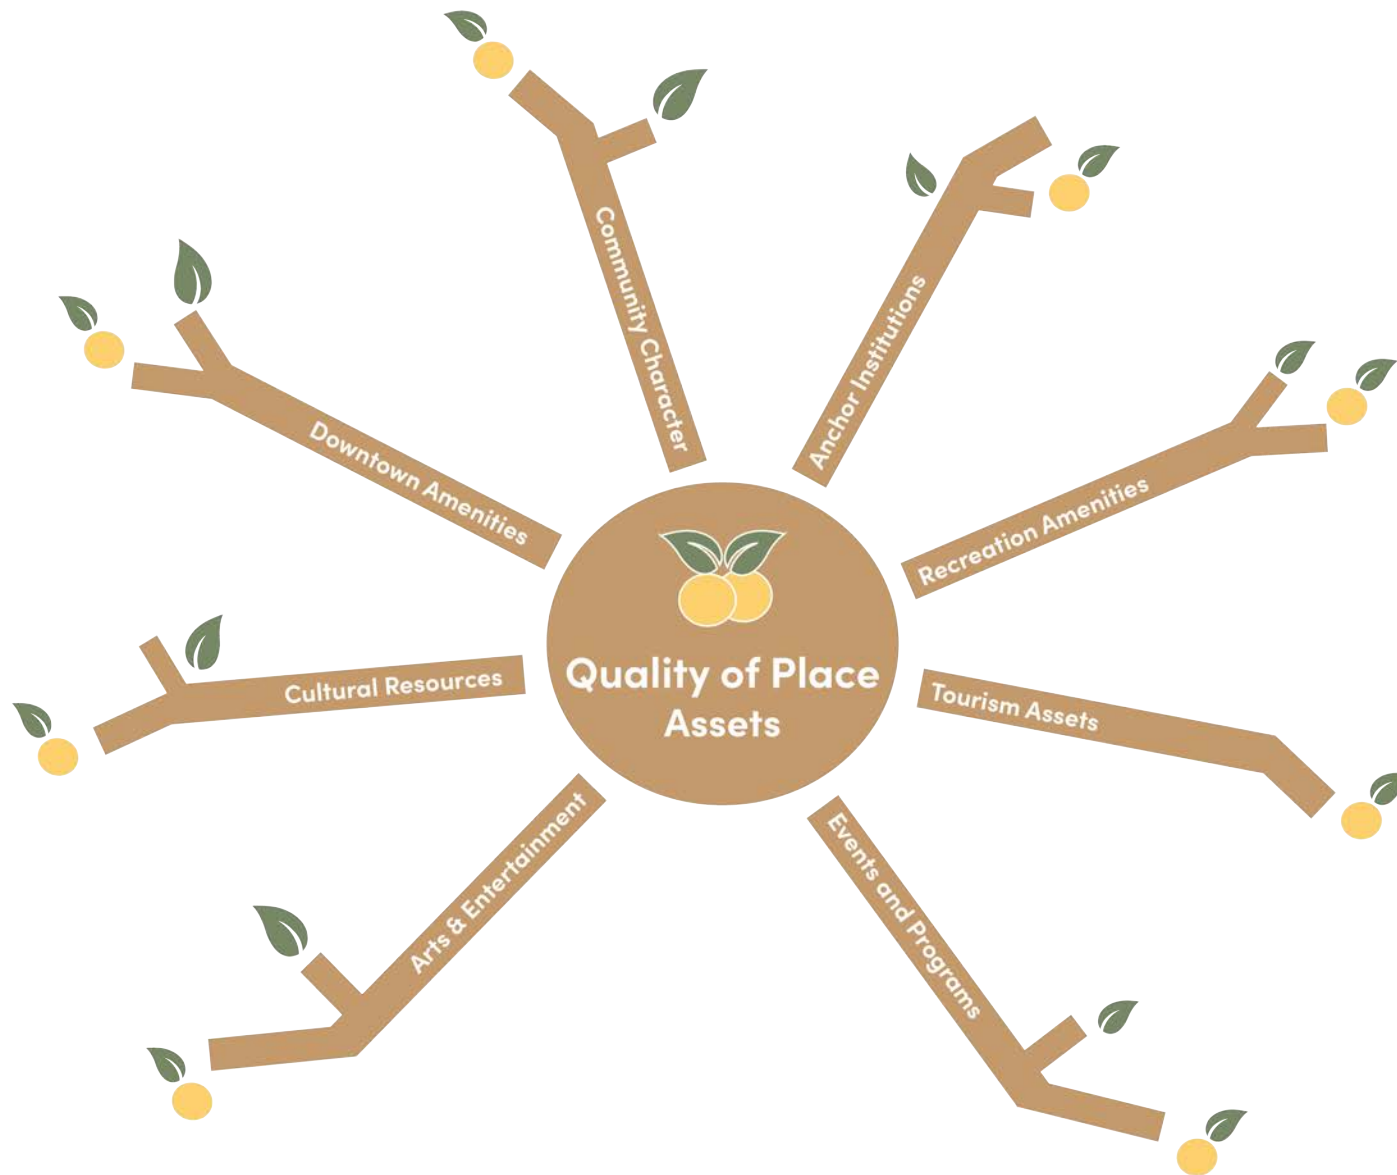 Community Character
Anchor Institutions
Downtown Amenities
Recreation Amenities
Quality of Place
Assets
Cultural Resources
Tourism Assets
Arts & Entertainment
Events and Programs